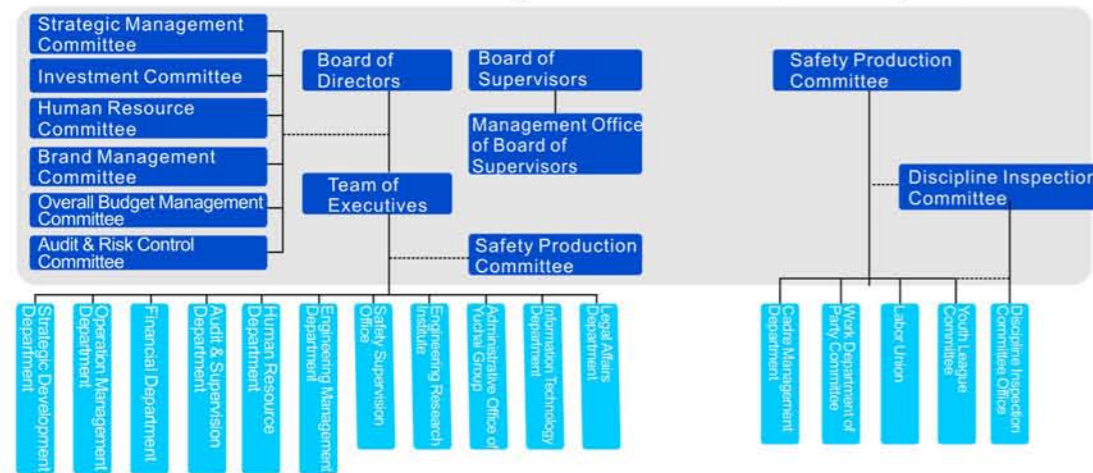 Strategic Management
Committee
Investment Committee
Human Resource
Committee
Brand Management
Committee
Overall Budget Management
Committee
Audit & Risk Control
Committee
Board of
Directors
Team of
Executives
Board of
Supervisors
Management Office
of Board of
Supervisors
Safety Production
Committee
Safety Production
Committee
Discipline Inspection
Committee
Strategic Development
Department
Operation Management
Department
Financial Department
Audit & Supervision
Department
Human Resource
Department
Engineering Management
Department
Safety Supervision
Office
Engineering Research
Institute
Administrative Office of
Yuchai Group
Information Technology
Department
Legal Affairs
Department
Cadre Management
Department
Work Department of
Party Committee
Labor Union
Youth League
Committee
Discipline Inspection
Committee Office